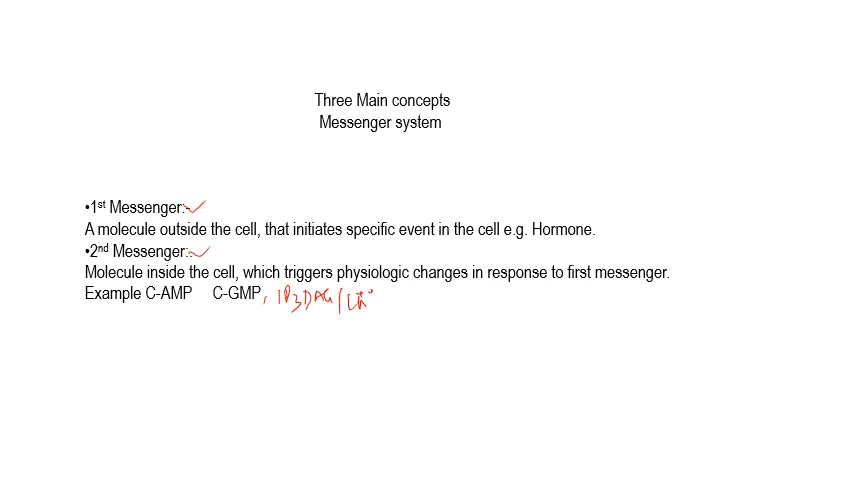 Three Main concepts
Messenger system
•1st Messenger:-
A molecule outside the cell, that initiates specific event in the cell e.g. Hormone.
•2nd Messenger:-
Molecule inside the cell, which triggers physiologic changes in response to first messenger.
Example C-AMP C-GMP, IP3 DAG/